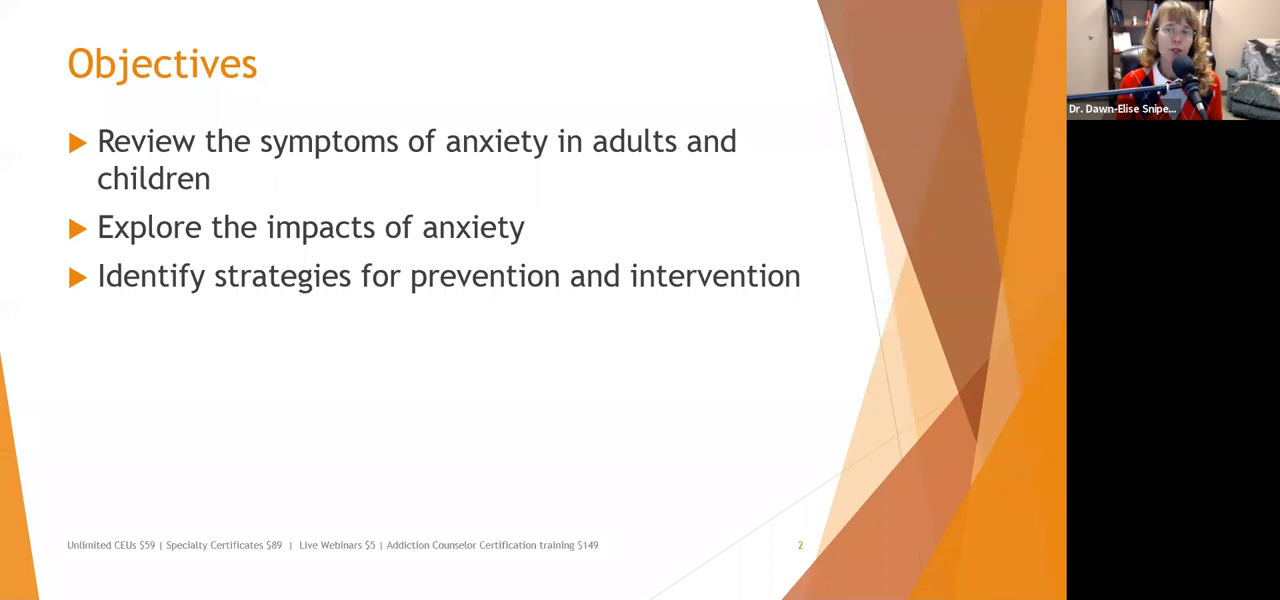 Objectives
Review the symptoms of anxiety in adults and
children
Explore the impacts of anxiety
Identify strategies for prevention and intervention
Unlimited CEUs $59 | Specialty Certificates $89 | Live Webinars $5 | Addiction Counselor Certification training $149
2
Dr. Dawn-Elise Snipe...